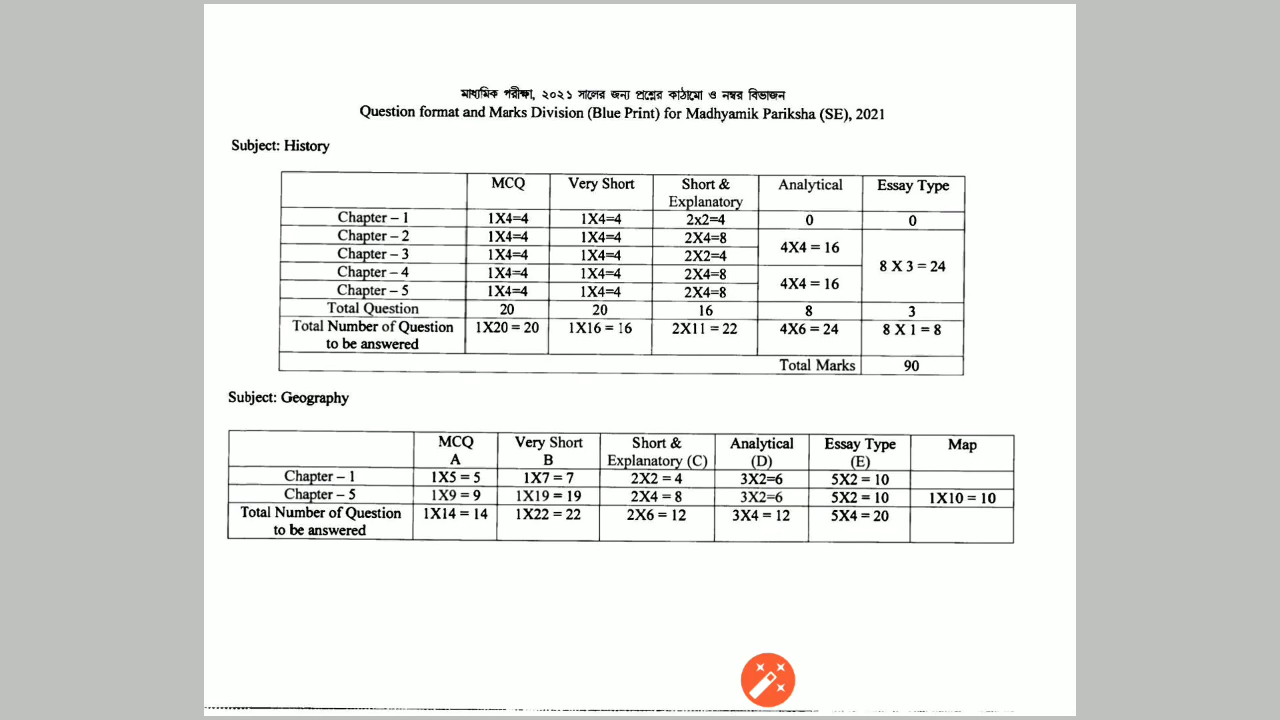 মাধ্যমিক পরীক্ষা, ২০২১ সালের জন্য প্রশ্নের কাঠামো ও নম্বর বিভাজন
Question format and Marks Division (Blue Print) for Madhyamik Pariksha (SE), 2021
Subject: History
MCQ Very Short Short & Explanatory Analytical Essay Type
Chapter – 1 1X4=4 1X4=4 2x2=4 0 0
Chapter – 2 1X4=4 1X4=4 2X4=8 4X4 = 16 8 X 3 = 24
Chapter – 3 1X4=4 1X4=4 2X2=4
Chapter – 4 1X4=4 1X4=4 2X4=8 4X4 = 16
Chapter – 5 1X4=4 1X4=4 2X4=8
Total Question 20 20 16 8 3
Total Number of Question to be answered 1X20 = 20 1X16 = 16 2X11 = 22 4X6 = 24 8 X 1 = 8
Total Marks 90
Subject: Geography
MCQ A Very Short B Short & Explanatory (C) Analytical (D) Essay Type (E) Map
Chapter – 1 1X5 = 5 1X7 = 7 2X2 = 4 3X2=6 5X2 = 10
Chapter – 5 1X9 = 9 1X19 = 19 2X4 = 8 3X2=6 5X2 = 10 1X10 = 10
Total Number of Question to be answered 1X14 = 14 1X22 = 22 2X6 = 12 3X4 = 12 5X4 = 20